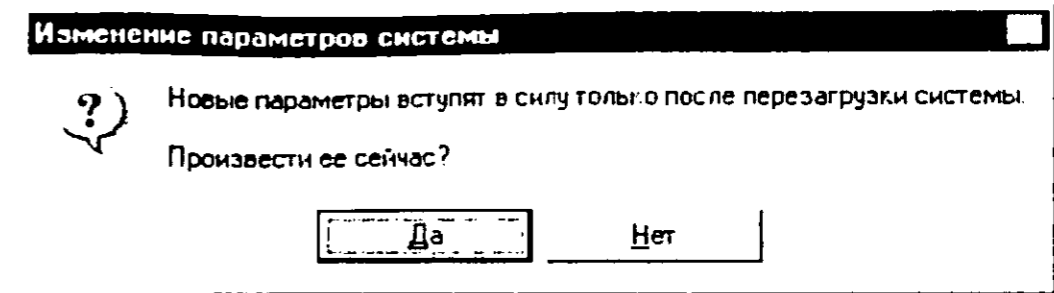 Изменение параметров системы
Новые параметры вступят в силу только после перезагрузки системы.
Произвести ее сейчас?
Да
Нет